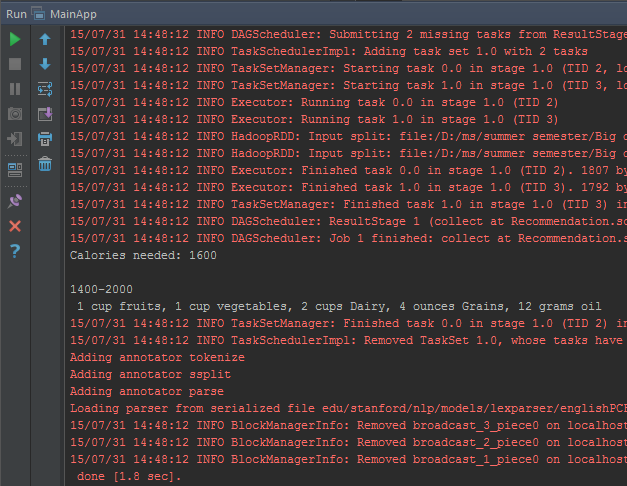 Run MainApp
15/07/31 14:48:12 INFO DAGScheduler: Submitting 2 missing tasks from ResultStage
15/07/31 14:48:12 INFO TaskSchedulerImpl: Adding task set 1.0 with 2 tasks
15/07/31 14:48:12 INFO TaskSetManager: Starting task 0.0 in stage 1.0 (TID 2, lo
15/07/31 14:48:12 INFO TaskSetManager: Starting task 1.0 in stage 1.0 (TID 3, lo
15/07/31 14:48:12 INFO Executor: Running task 0.0 in stage 1.0 (TID 2)
15/07/31 14:48:12 INFO Executor: Running task 1.0 in stage 1.0 (TID 3)
15/07/31 14:48:12 INFO HadoopRDD: Input split: file:/D:/ms/summer semester/Big d
15/07/31 14:48:12 INFO HadoopRDD: Input split: file:/D:/ms/summer semester/Big d
15/07/31 14:48:12 INFO Executor: Finished task 0.0 in stage 1.0 (TID 2). 1807 by
15/07/31 14:48:12 INFO Executor: Finished task 1.0 in stage 1.0 (TID 3). 1792 by
15/07/31 14:48:12 INFO TaskSetManager: Finished task 1.0 in stage 1.0 (TID 3) in
15/07/31 14:48:12 INFO DAGScheduler: ResultStage 1 (collect at Recommendation.sc
15/07/31 14:48:12 INFO DAGScheduler: Job 1 finished: collect at Recommendation.s
Calories needed: 1600
1400-2000
1 cup fruits, 1 cup vegetables, 2 cups Dairy, 4 ounces Grains, 12 grams oil
15/07/31 14:48:12 INFO TaskSetManager: Finished task 0.0 in stage 1.0 (TID 2) in
15/07/31 14:48:12 INFO TaskSchedulerImpl: Removed TaskSet 1.0, whose tasks have
Adding annotator tokenize
Adding annotator ssplit
Adding annotator parse
Loading parser from serialized file edu/stanford/nlp/models/lexparser/englishPCF
15/07/31 14:48:12 INFO BlockManagerInfo: Removed broadcast_3_piece0 on localhost
15/07/31 14:48:12 INFO BlockManagerInfo: Removed broadcast_2_piece0 on localhost
15/07/31 14:48:12 INFO BlockManagerInfo: Removed broadcast_1_piece0 on localhost
done [1.8 sec].